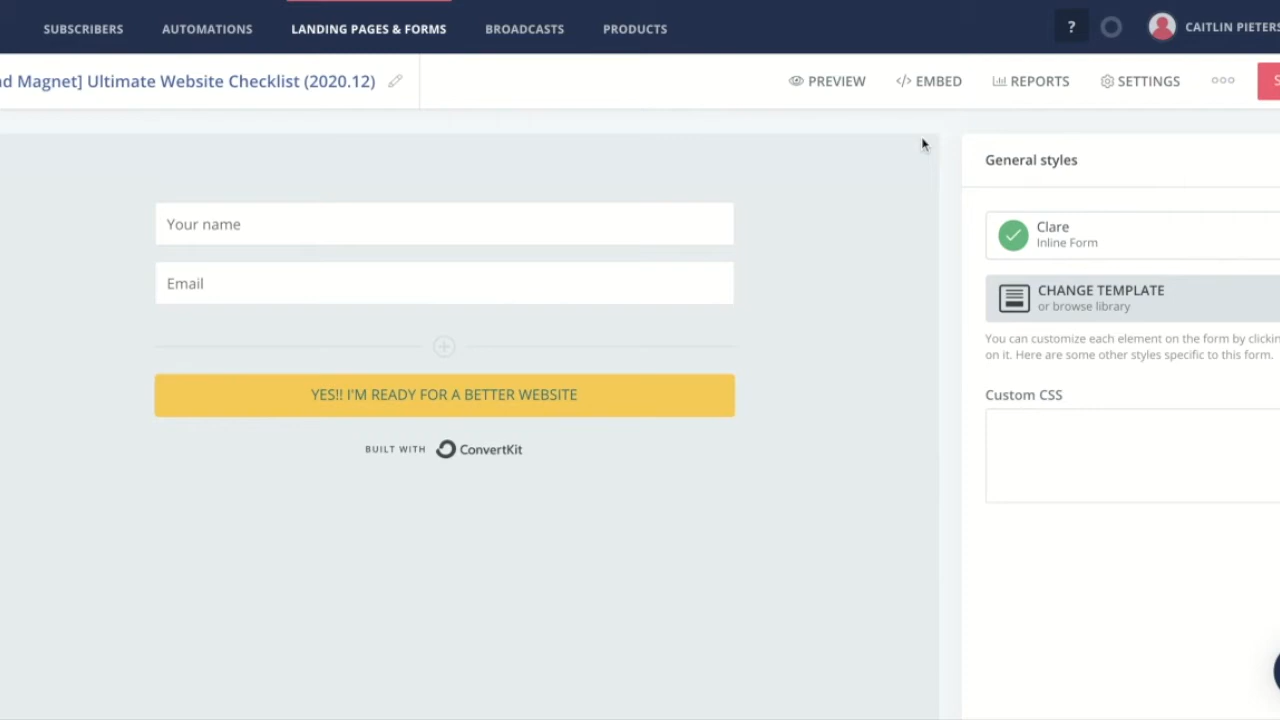 SUBSCRIBERS AUTOMATIONS LANDING PAGES & FORMS BROADCASTS PRODUCTS ? CAITLIN PIETERS
Magnet] Ultimate Website Checklist (2020.12) PREVIEW </> EMBED REPORTS SETTINGS
General styles
Your name
Clare
Inline Form
Email
CHANGE TEMPLATE
or browse library
You can customize each element on the form by
on it. Here are some other styles specific to this form.
YES!! I'M READY FOR A BETTER WEBSITE
Custom CSS
BUILT WITH ConvertKit